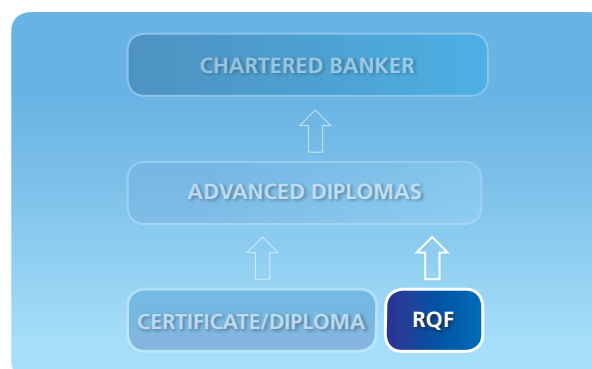 CHARTERED BANKER
ADVANCED DIPLOMAS
CERTIFICATE/DIPLOMA
RQF